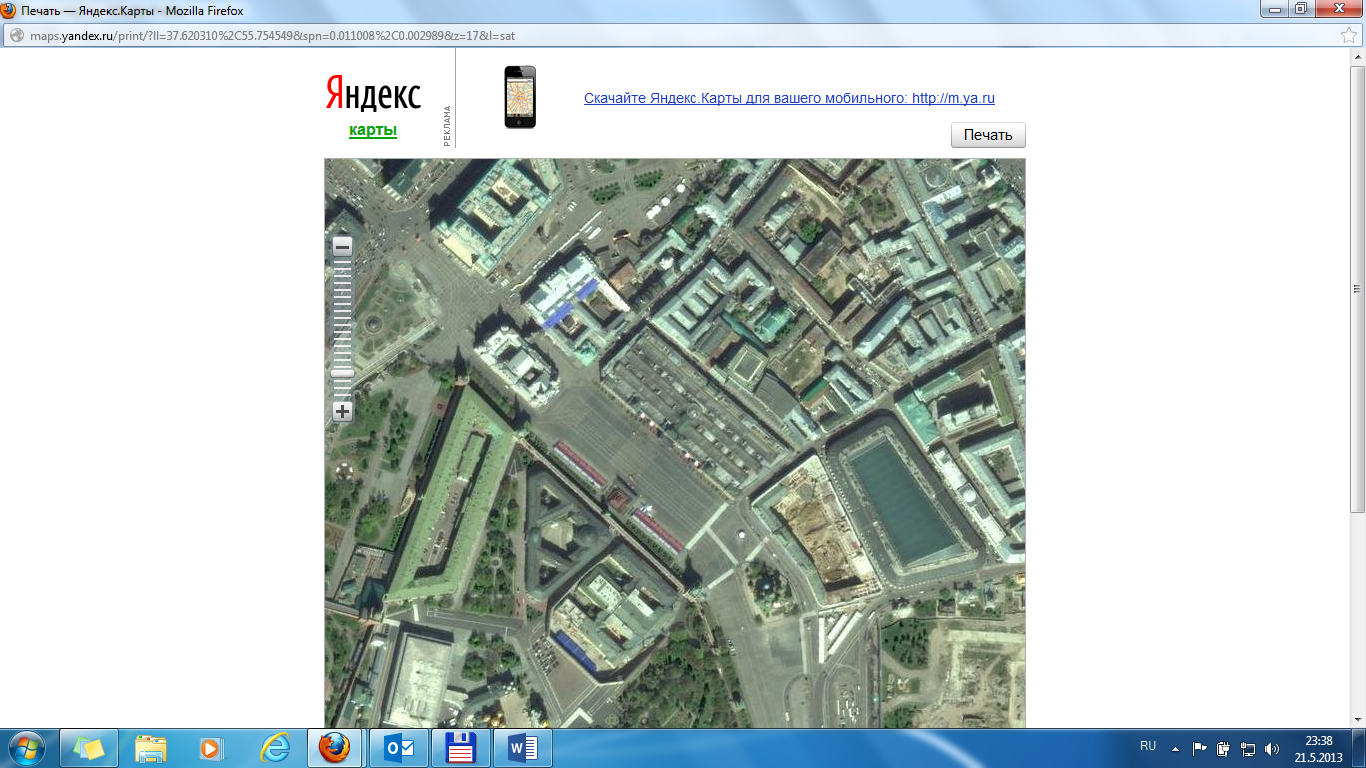 Печать — Яндекс.Карты - Mozilla Firefox
maps.yandex.ru/print/?ll=37.620310%2C55.754549&spn=0.011008%2C0.002989&z=17&l=sat
Яндекс
карты
РЕКЛАМА
Скачайте Яндекс.Карты для вашего мобильного: http://m.ya.ru
Печать
RU
23:38
21.5.2013